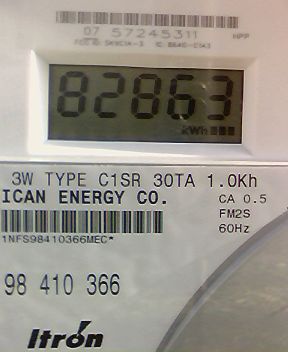 07 57245311 HPP
82863
kWh
3W TYPE C1SR 30TA 1.0Kh
ICAN ENERGY CO. CA 0.5
FM2S
60Hz
1NFS98410366MEC*
98 410 366
Itron